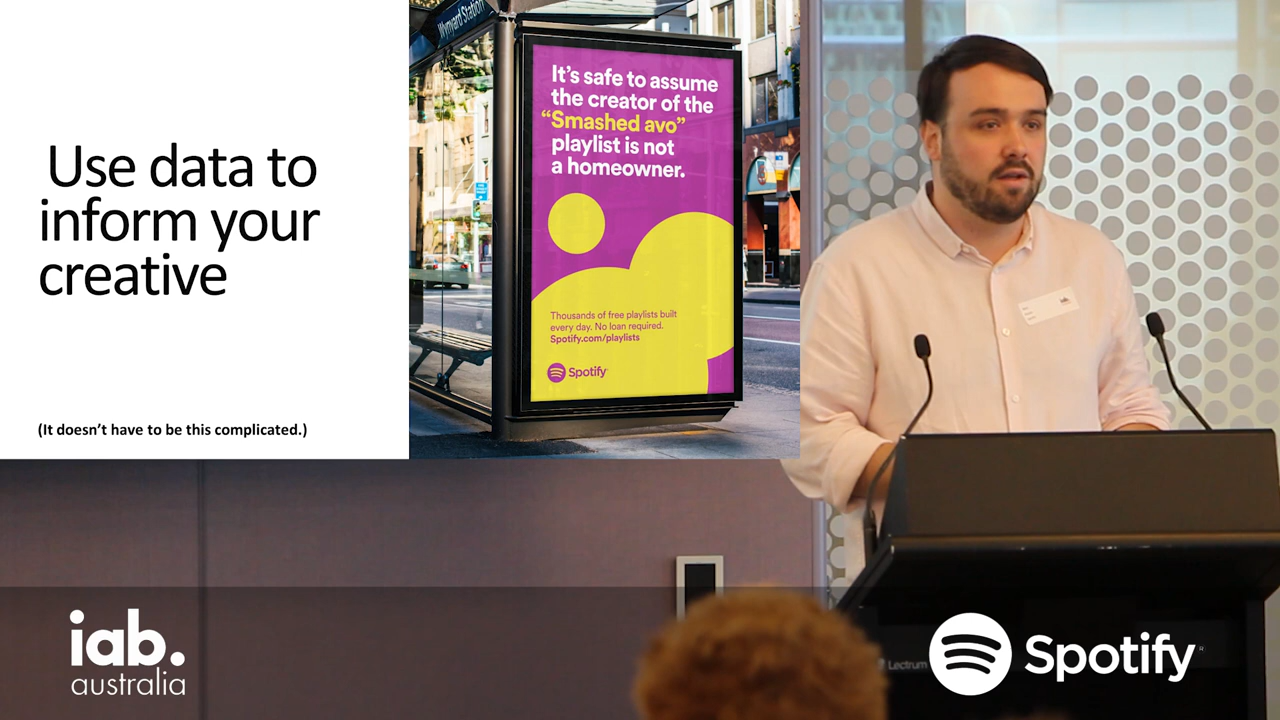 Use data to
inform your
creative
(It doesn't have to be this complicated.)
Wynyard Station
It's safe to assume
the creator of the
"Smashed avo"
playlist is not
a homeowner.
Thousands of free playlists built
every day. No loan required.
Spotify.com/playlists
Spotify
iab.
iab.
australia
Lectrum
Spotify